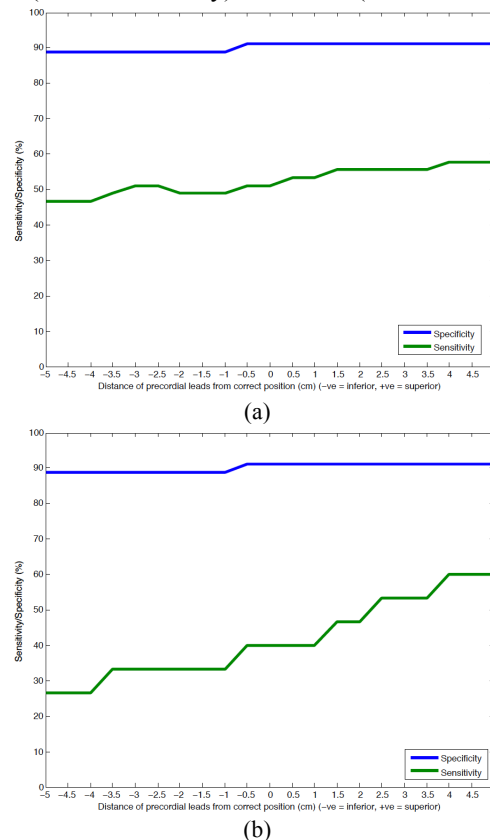 100
90
80
70
60
50
40
30
20
10
0
Sensitivity/Specificity (%)
Specificity
Sensitivity
−5 −4.5 −4 −3.5 −3 −2.5 −2 −1.5 −1 −0.5 0 0.5 1 1.5 2 2.5 3 3.5 4 4.5
Distance of precordial leads from correct position (cm) (−ve = inferior, +ve = superior)
(a)
100
90
80
70
60
50
40
30
20
10
0
Sensitivity/Specificity (%)
Specificity
Sensitivity
−5 −4.5 −4 −3.5 −3 −2.5 −2 −1.5 −1 −0.5 0 0.5 1 1.5 2 2.5 3 3.5 4 4.5
Distance of precordial leads from correct position (cm) (−ve = inferior, +ve = superior)
(b)